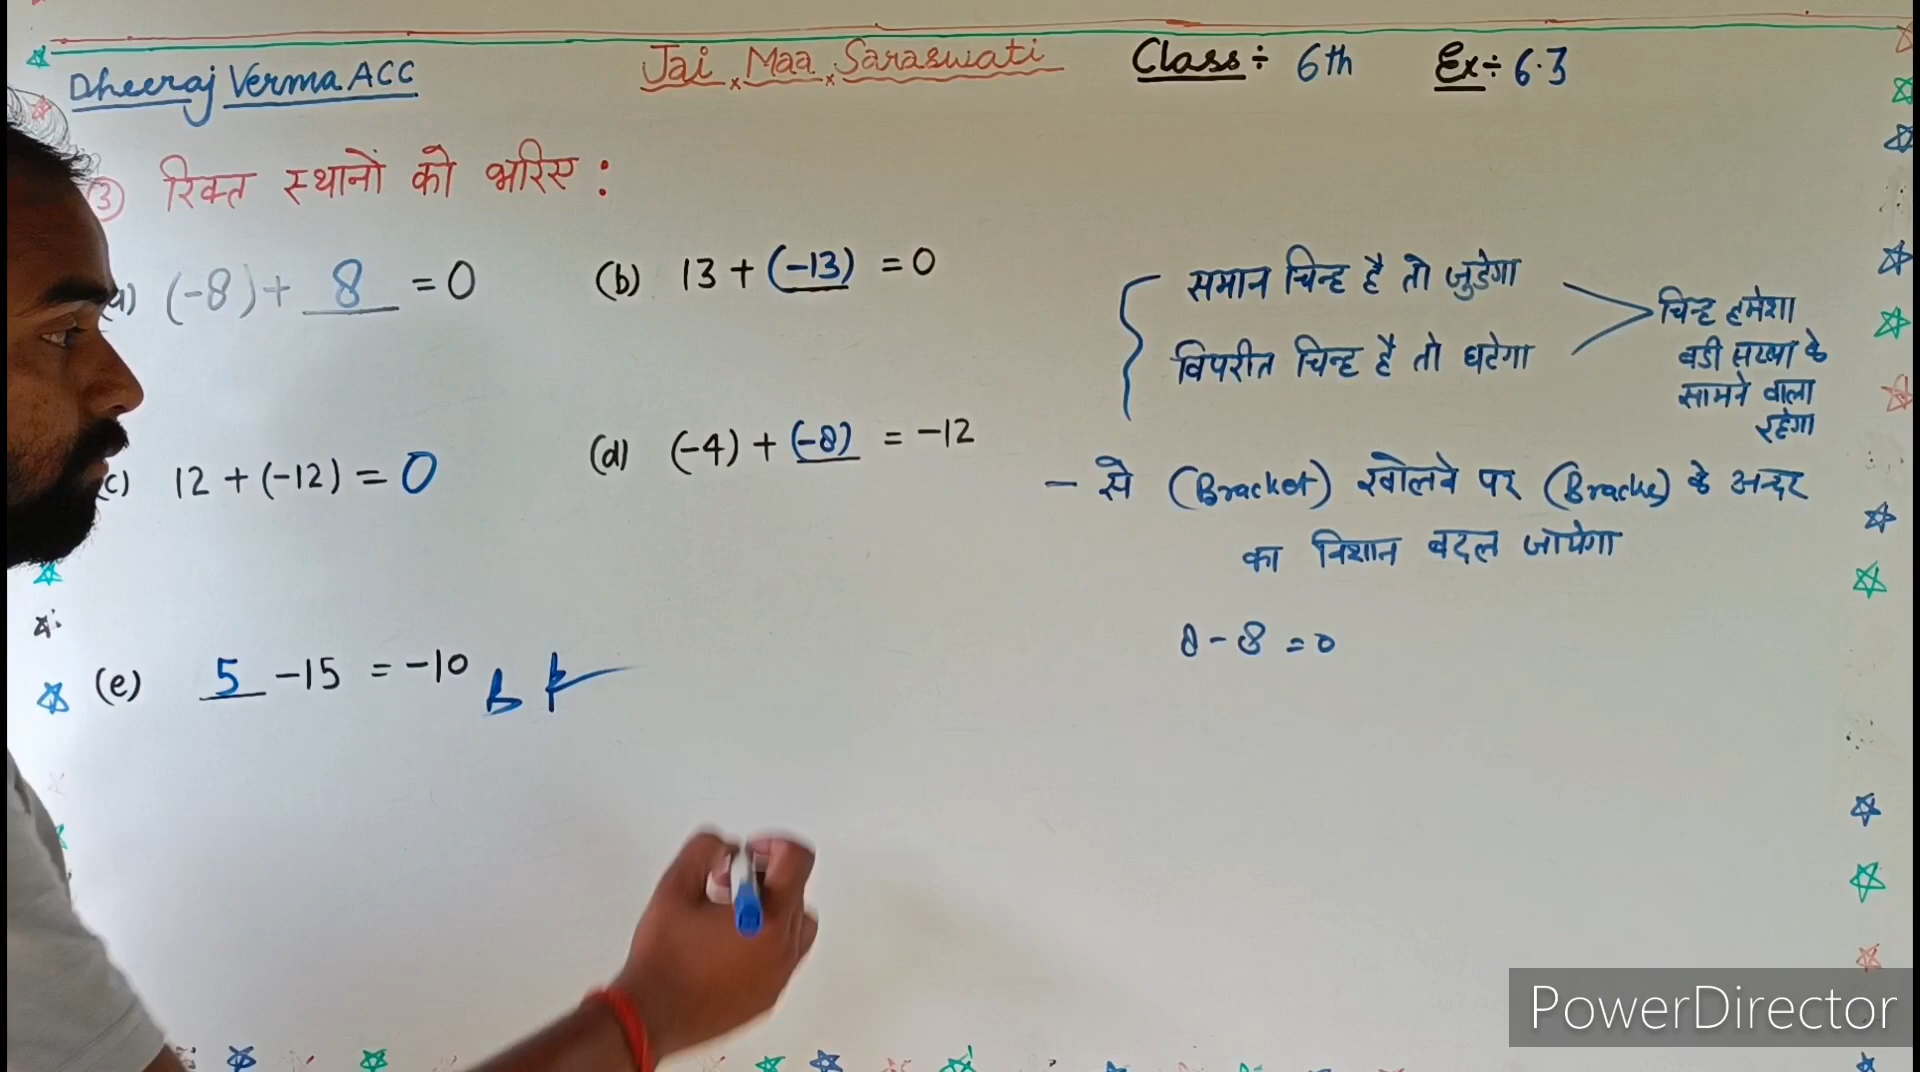 Dheeraj Verma ACC
Jai Maa Saraswati
Class÷ 6th
Ex÷ 6.3
③ रिक्त स्थानों को भरिए :
(a) (-8) + 8 = 0
(b) 13 + (-13) = 0
(c) 12 + (-12) = 0
(d) (-4) + (-8) = -12
(e) 5 -15 = -10
समान चिन्ह है तो जुडेगा
विपरीत चिन्ह है तो घटेगा
चिन्ह हमेशा
बडी सख्या के
सामने वाला
रहेगा
- से (Bracket) खोलने पर (Bracke) के अन्दर
का निशान बदल जायेगा
8 - 8 = 0
PowerDirector